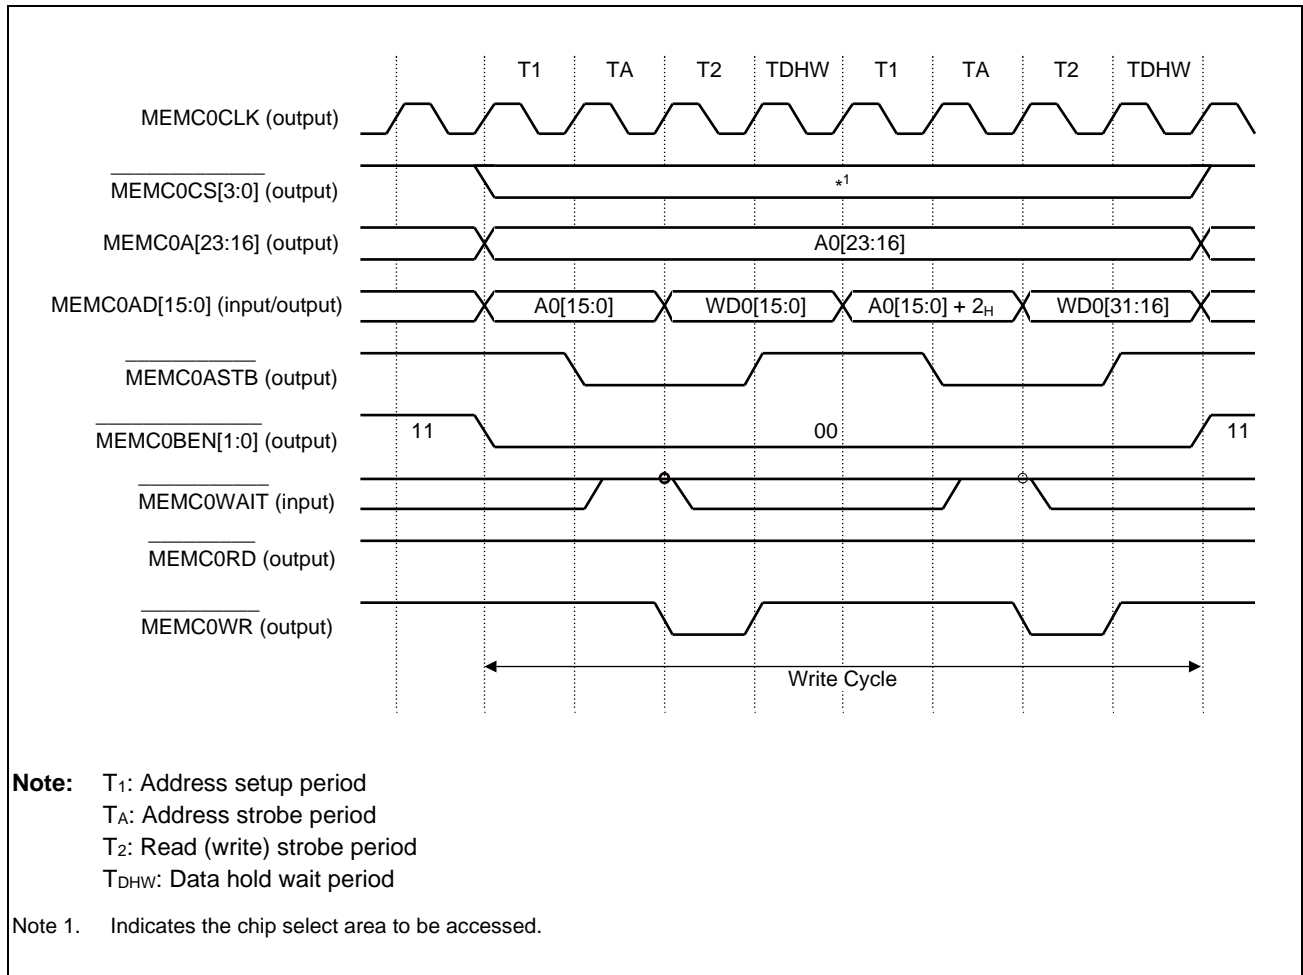 T1 TA T2 TDHW T1 TA T2 TDHW
MEMC0CLK (output)
MEMC0CS[3:0] (output) *1
MEMC0A[23:16] (output) A0[23:16]
MEMC0AD[15:0] (input/output) A0[15:0] WD0[15:0] A0[15:0] + 2H WD0[31:16]
MEMC0ASTB (output)
MEMC0BEN[1:0] (output) 11 00 11
MEMC0WAIT (input)
MEMC0RD (output)
MEMC0WR (output)
Write Cycle
Note: T1: Address setup period
TA: Address strobe period
T2: Read (write) strobe period
TDHW: Data hold wait period
Note 1. Indicates the chip select area to be accessed.